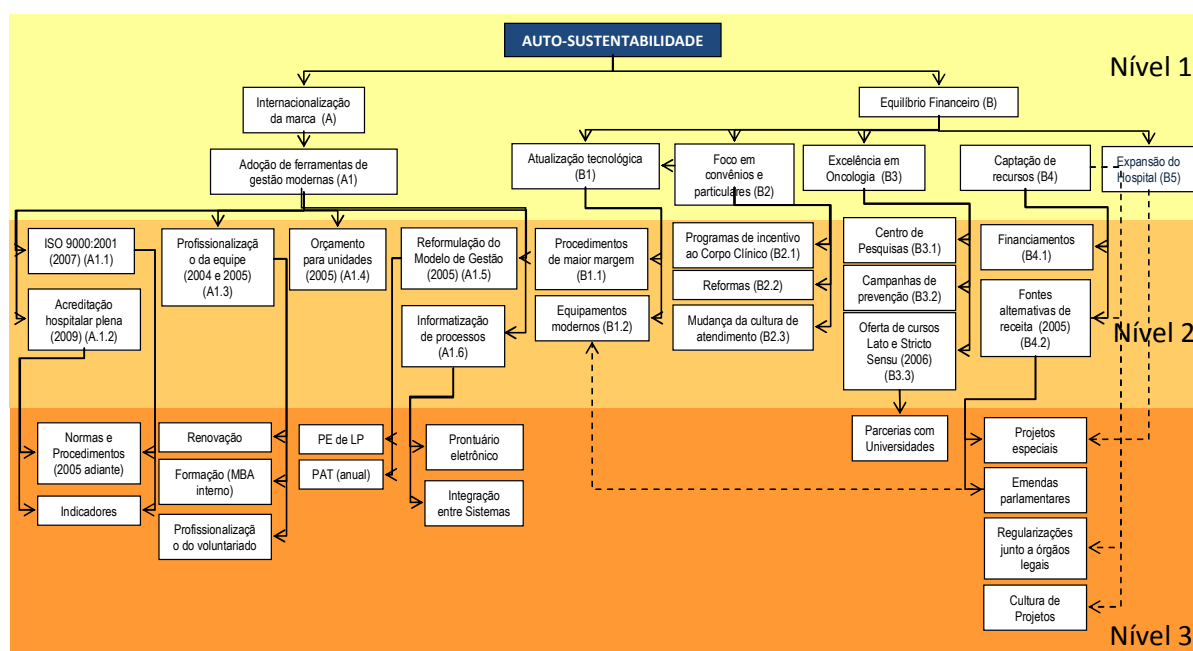 AUTO-SUSTENTABILIDADE
Nível 1
Internacionalização
da marca (A)
Equilíbrio Financeiro (B)
Adoção de ferramentas de
gestão modernas (A1)
Atualização tecnológica
(B1)
Foco em
convênios e
particulares (B2)
Excelência em
Oncologia (B3)
Captação de
recursos (B4)
Expansão do
Hospital (B5)
ISO 9000:2001
(2007) (A1.1)
Profissionalizaçã
o da equipe
(2004 e 2005)
(A1.3)
Orçamento
para unidades
(2005) (A1.4)
Reformulação do
Modelo de Gestão
(2005) (A1.5)
Procedimentos
de maior margem
(B1.1)
Programas de incentivo
ao Corpo Clínico (B2.1)
Centro de
Pesquisas (B3.1)
Financiamentos
(B4.1)
Acreditação
hospitalar plena
(2009) (A.1.2)
Informatização
de processos
(A1.6)
Equipamentos
modernos (B1.2)
Reformas (B2.2)
Mudança da cultura de
atendimento (B2.3)
Campanhas de
prevenção (B3.2)
Oferta de cursos
Lato e Stricto
Sensu (2006)
(B3.3)
Fontes
alternativas de
receita (2005)
(B4.2)
Nível 2
Normas e
Procedimentos
(2005 adiante)
Indicadores
Renovação
Formação (MBA
interno)
Profissionalizaçã
o do voluntariado
PE de LP
PAT (anual)
Prontuário
eletrônico
Integração
entre Sistemas
Parcerias com
Universidades
Projetos
especiais
Emendas
parlamentares
Regularizações
junto a órgãos
legais
Cultura de
Projetos
Nível 3